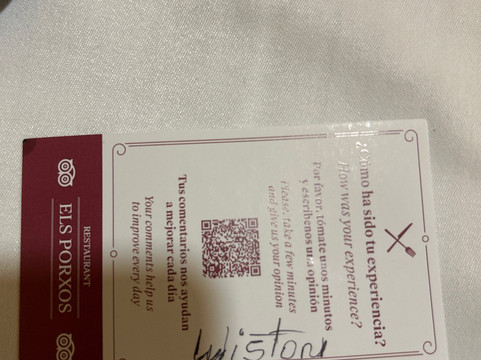 ¿Cómo ha sido tu experiencia?
How was your experience?
Por favor, tómate unos minutos
y escríbenos una opinión
Please, take a few minutes
and give us your opinion
Tus comentarios nos ayudan
a mejorar cada día
Your comments help us
to improve every day
RESTAURANT
ELS PORXOS